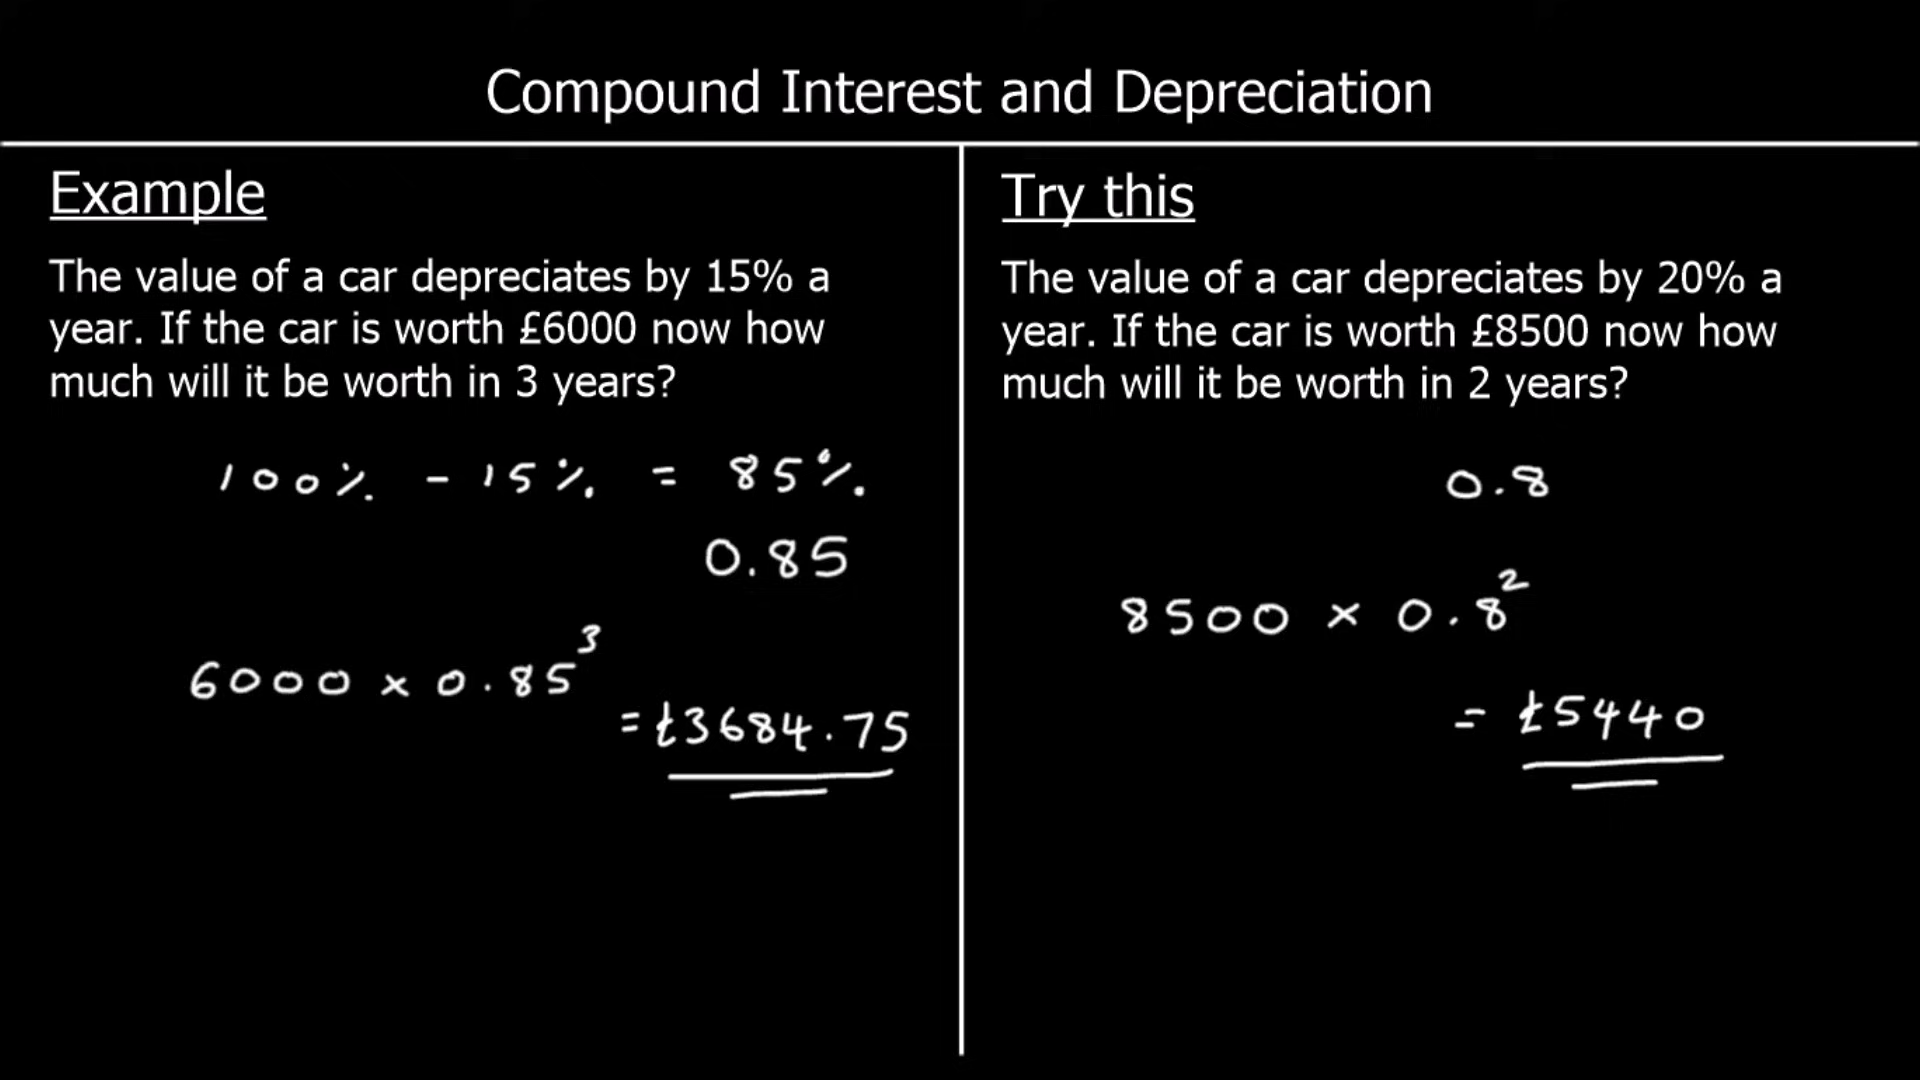 Compound Interest and Depreciation
Example
The value of a car depreciates by 15% a
year. If the car is worth £6000 now how
much will it be worth in 3 years?
100% - 15% = 85%
0.85
6000 × 0.85³
= £3684.75
Try this
The value of a car depreciates by 20% a
year. If the car is worth £8500 now how
much will it be worth in 2 years?
0.8
8500 × 0.8²
= £5440